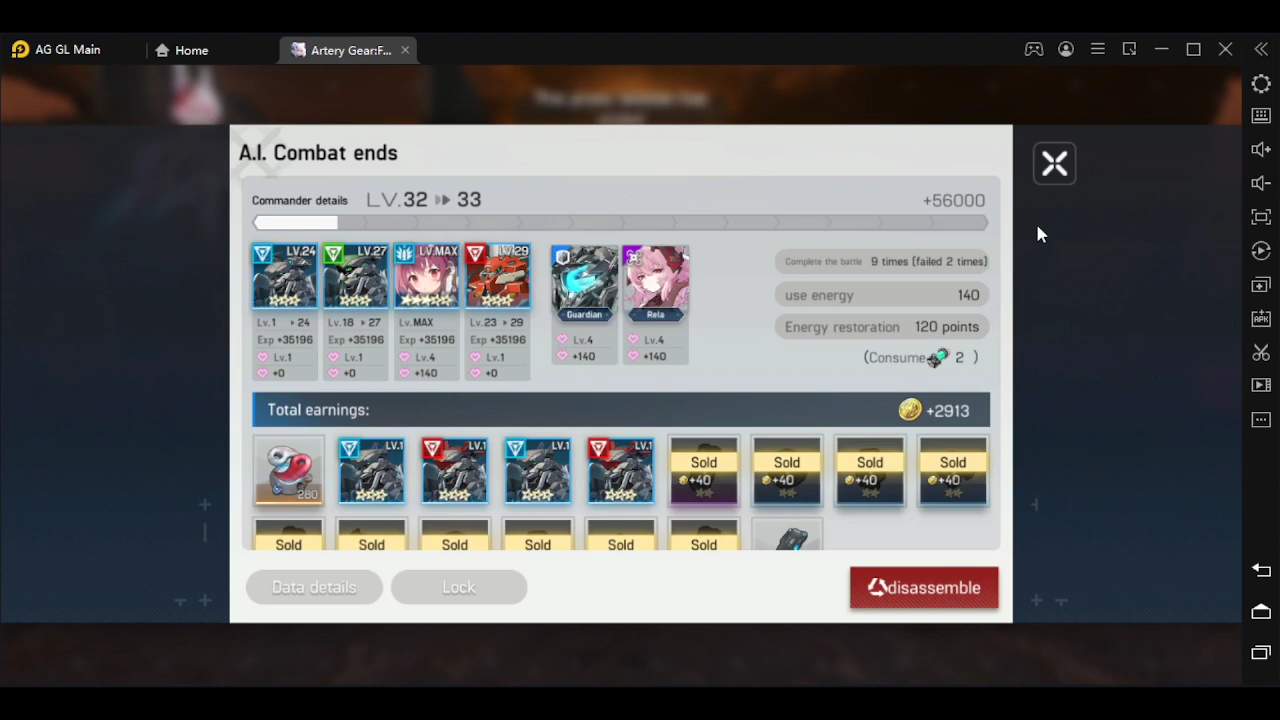 AG GL Main
Home
Artery Gear:F...
A.I. Combat ends
Commander details LV.32 33
+56000
LV.24
LV.27
LV.MAX
LV.29
Guardian
Rela
Lv.1 24
Exp +35196
Lv.1
+0
Lv.18 27
Exp +35196
Lv.1
+0
Lv.MAX
Exp +35196
Lv.4
+140
Lv.23 29
Exp +35196
Lv.1
+0
Lv.4
+140
Lv.4
+140
Complete the battle 9 times (failed 2 times)
use energy 140
Energy restoration 120 points
(Consume 2 )
Total earnings:
+2913
280
LV.1
LV.1
LV.1
LV.1
Sold
+40
Sold
+40
Sold
+40
Sold
+40
Sold
Sold
Sold
Sold
Sold
Sold
Data details
Lock
disassemble